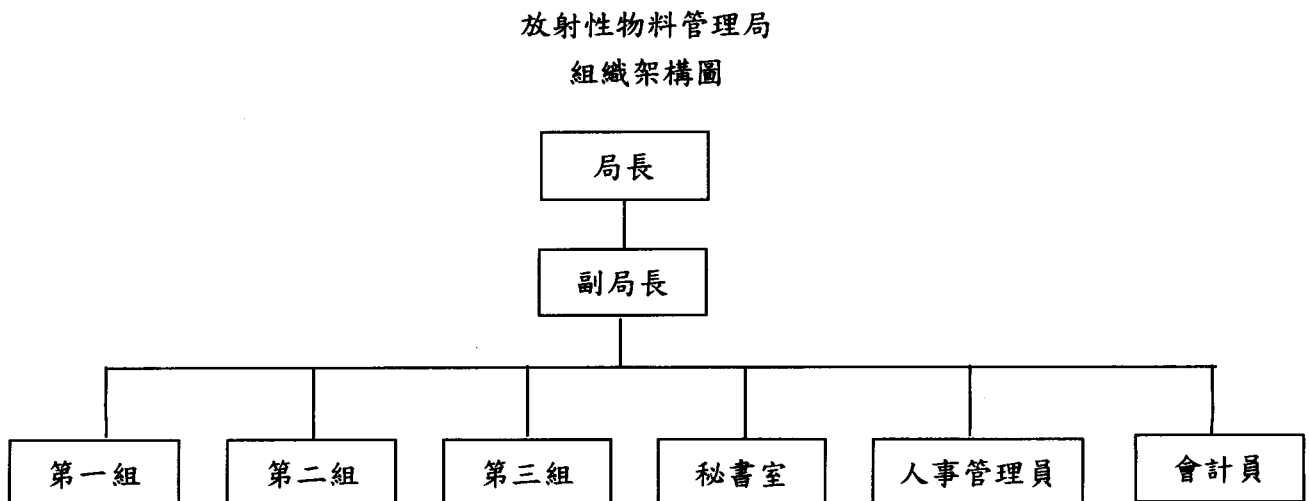 放射性物料管理局
組織架構圖
局長
副局長
第一組
第二組
第三組
秘書室
人事管理員
會計員